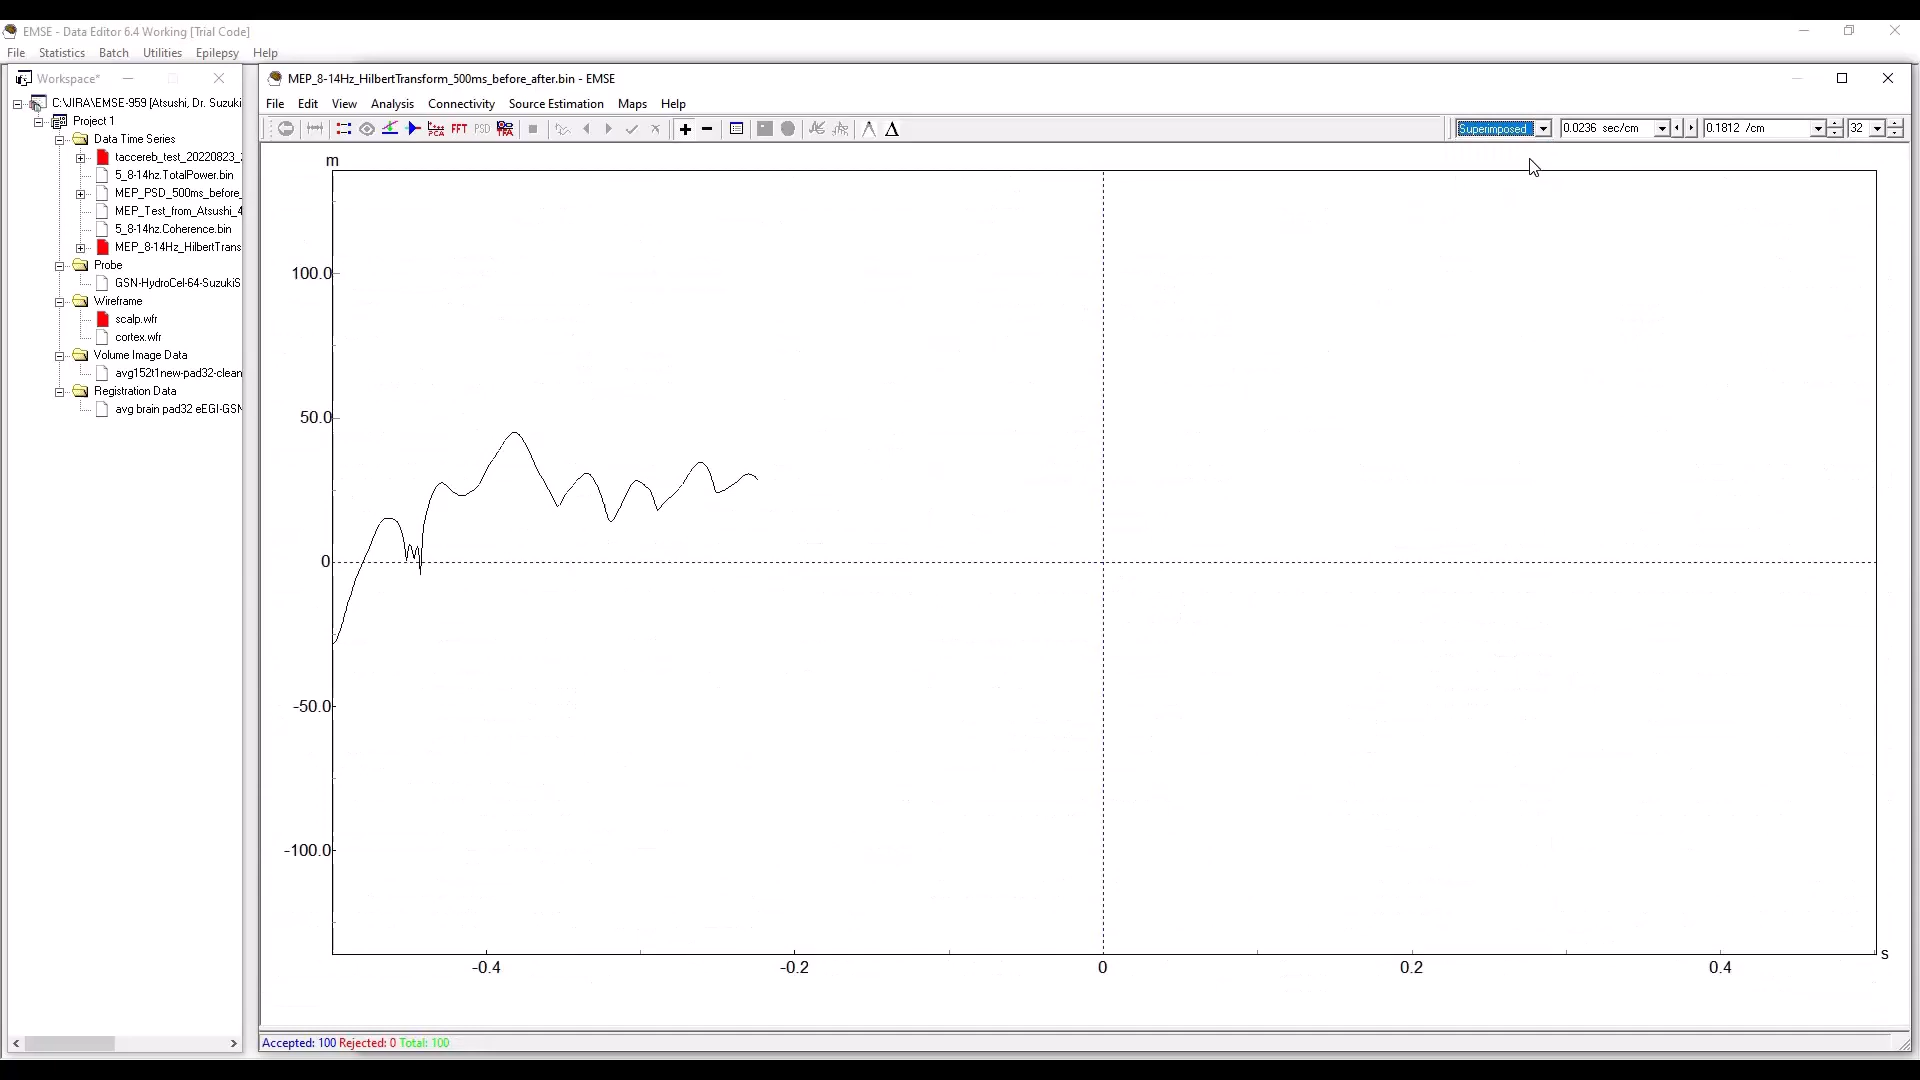 EMSE - Data Editor 6.4 Working [Trial Code]
File Statistics Batch Utilities Epilepsy Help
Workspace*
C:\JIRA\EMSE-959 [Atsushi, Dr. Suzuki
Project 1
Data Time Series
taccereb_test_20220823_
5_8-14hz.TotalPower.bin
MEP_PSD_500ms_before_
MEP_Test_from_Atsushi_4
5_8-14hz.Coherence.bin
MEP_8-14Hz_HilbertTrans
Probe
GSN-HydroCel-64-SuzukiS
Wireframe
scalp.wfr
cortex.wfr
Volume Image Data
avg152t1new-pad32-clean
Registration Data
avg brain pad32 eEGI-GSN
MEP_8-14Hz_HilbertTransform_500ms_before_after.bin - EMSE
File Edit View Analysis Connectivity Source Estimation Maps Help
PCA FFT PSD TFA Superimposed 0.0236 sec/cm 0.1812 /cm 32
m
100.0
50.0
0
-50.0
-100.0
-0.4 -0.2 0 0.2 0.4 s
Accepted: 100 Rejected: 0 Total: 100